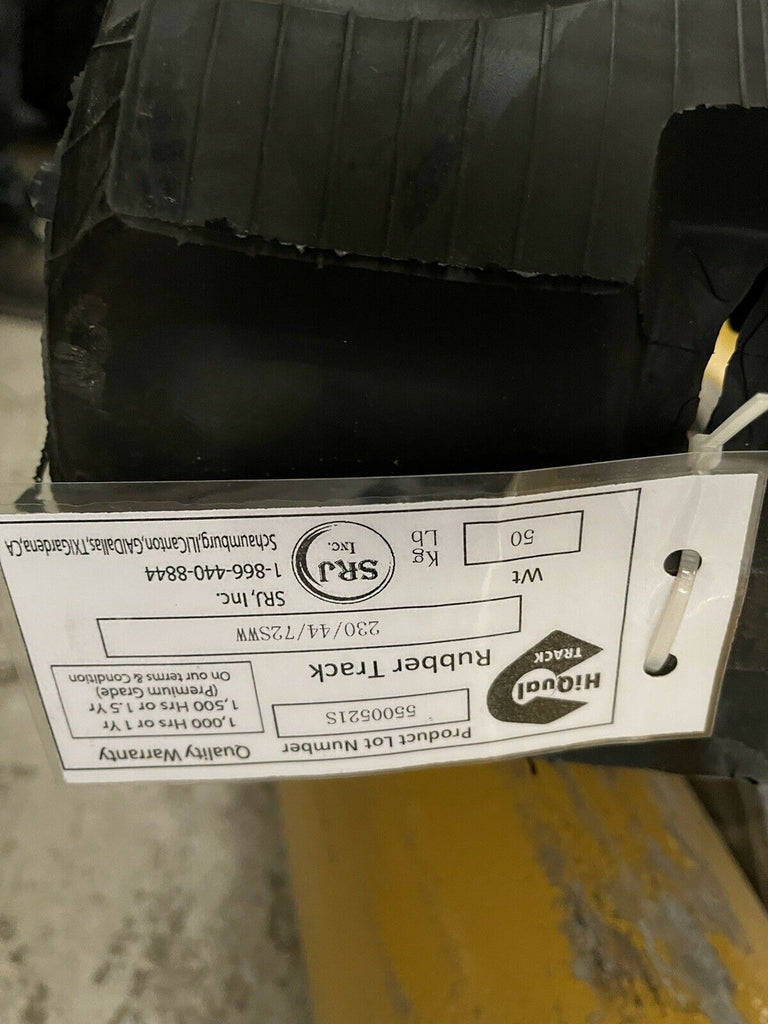 HiQual
TRACK
Product Lot Number
550052IS
Quality Warranty
1,000 Hrs or 1 Yr
1,500 Hrs or 1.5 Yr
(Premium Grade)
On our terms & Condition
Rubber Track
230/44/72SWW
Wt
50
Kg
Lb
SRJ
Inc.
SRJ, Inc.
1-866-440-8844
Schaumburg,IL|Canton,GA|Dallas,TX|Gardena,CA